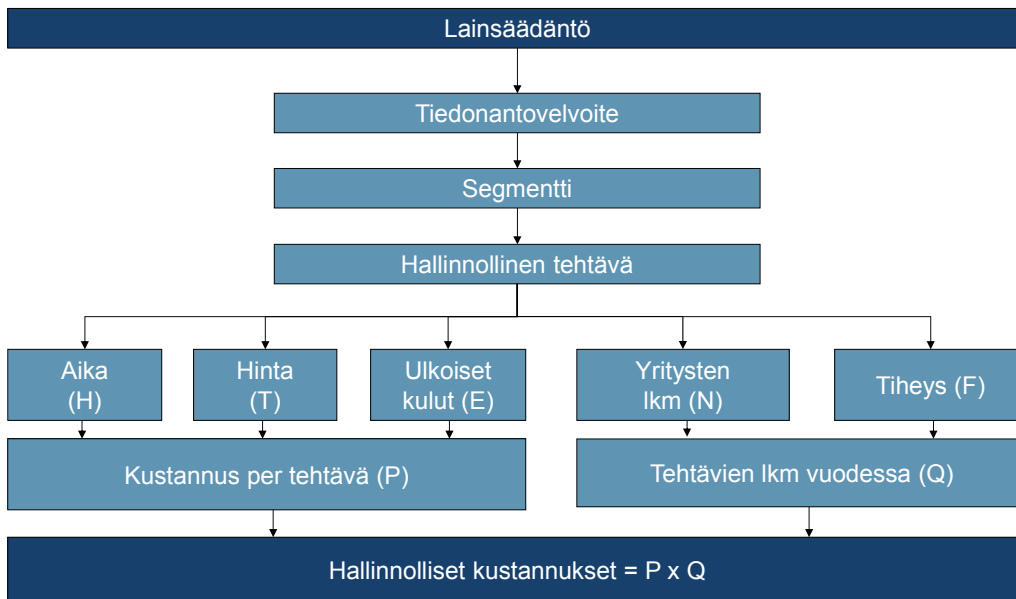 Lainsäädäntö
Tiedonantovelvoite
Segmentti
Hallinnollinen tehtävä
Aika
(H)
Hinta
(T)
Ulkoiset
kulut (E)
Yritysten
lkm (N)
Tiheys (F)
Kustannus per tehtävä (P)
Tehtävien lkm vuodessa (Q)
Hallinnolliset kustannukset = P x Q